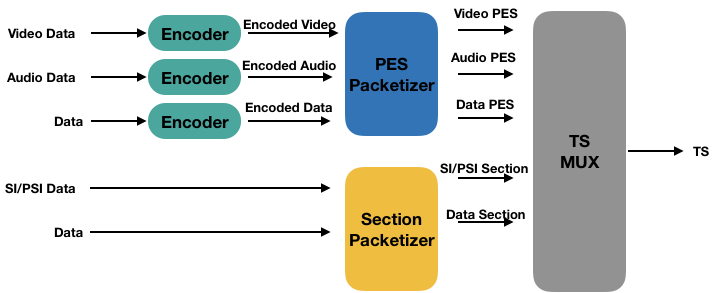 Video Data
Encoder
Encoded Video
Video PES
Audio Data
Encoder
Encoded Audio
Audio PES
Data
Encoder
Encoded Data
Data PES
PES
Packetizer
SI/PSI Data
SI/PSI Section
Data
Data Section
Section
Packetizer
TS
MUX
TS